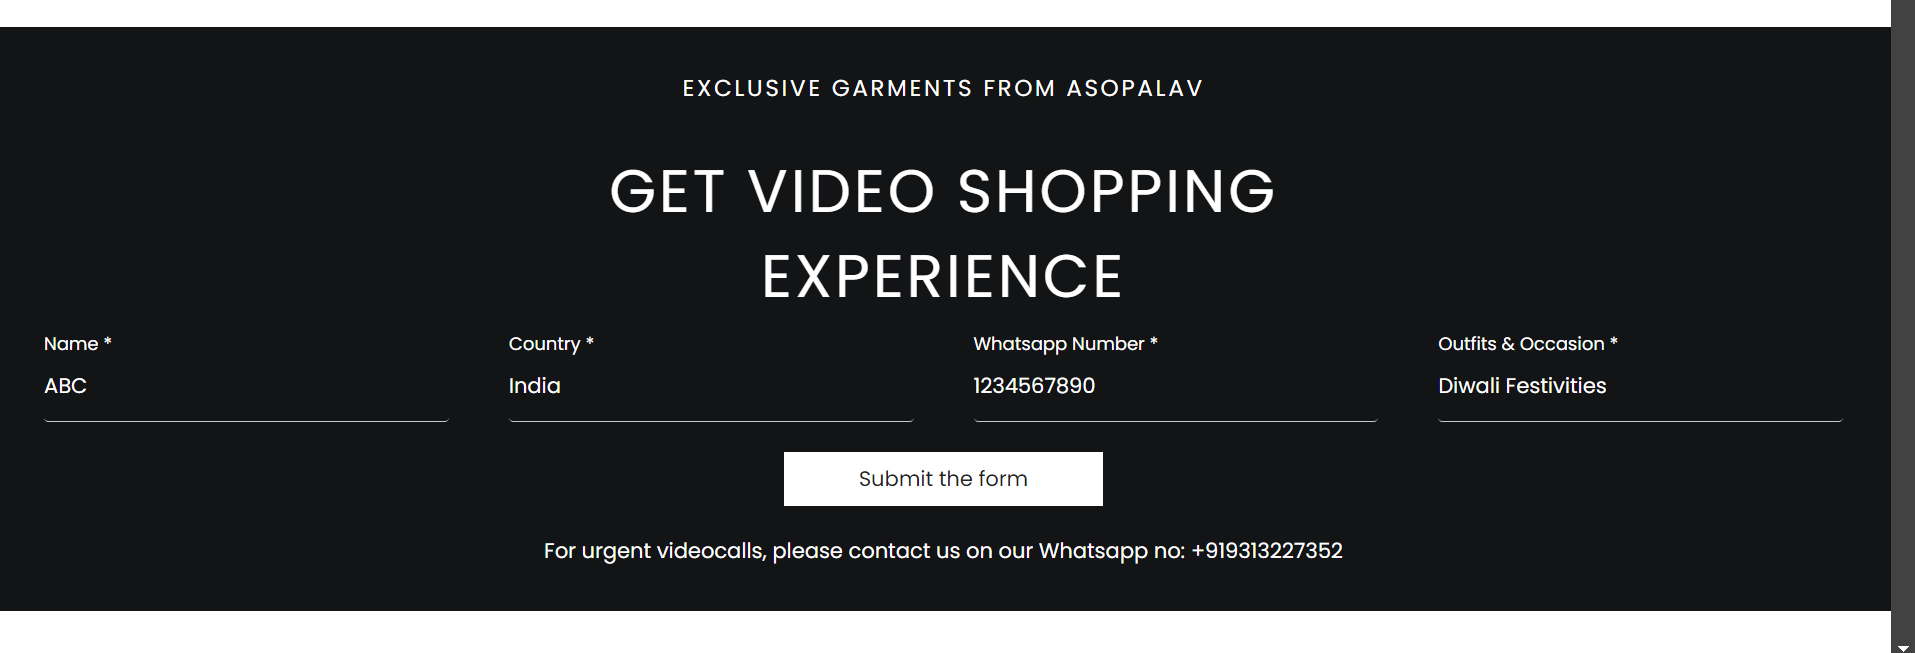 EXCLUSIVE GARMENTS FROM ASOPALAV
GET VIDEO SHOPPING
EXPERIENCE
Name * Country * Whatsapp Number * Outfits & Occasion *
ABC India 1234567890 Diwali Festivities
Submit the form
For urgent videocalls, please contact us on our Whatsapp no: +919313227352